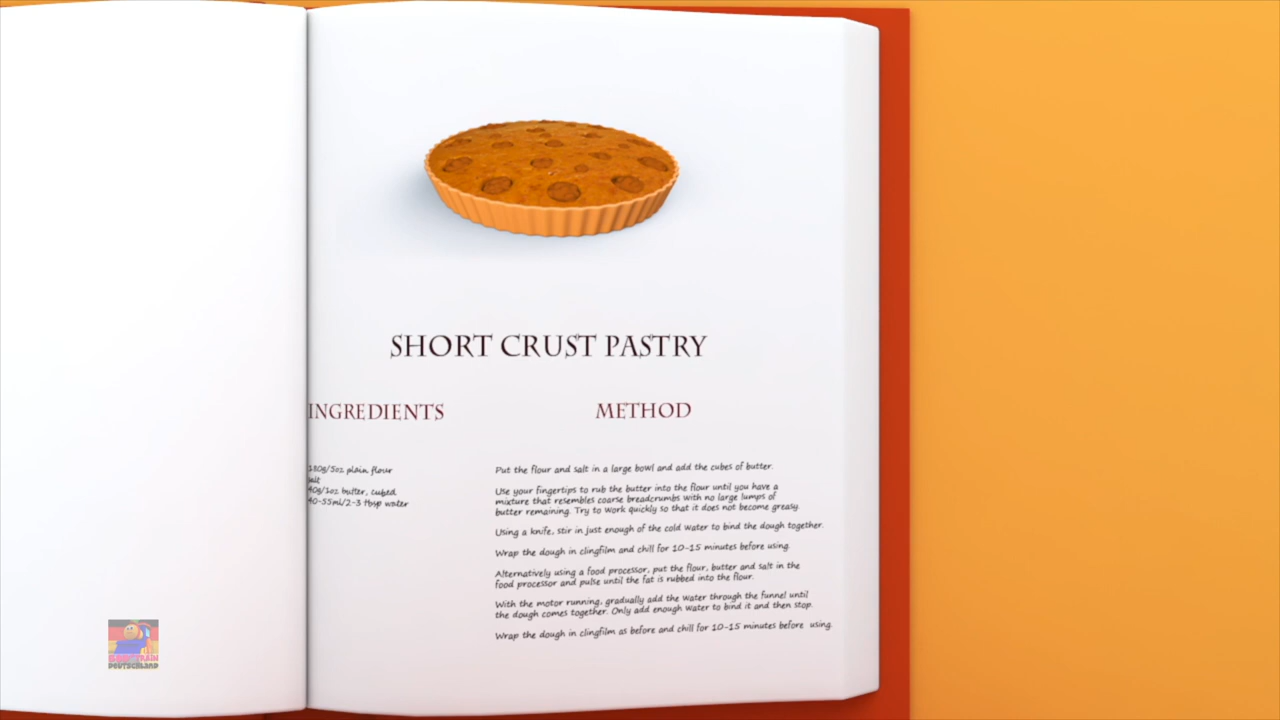 SHORT CRUST PASTRY
INGREDIENTS
180g/5oz plain flour
salt
40g/1oz butter, cubed
40-55ml/2-3 tbsp water
METHOD
Put the flour and salt in a large bowl and add the cubes of butter.
Use your fingertips to rub the butter into the flour until you have a
mixture that resembles coarse breadcrumbs with no large lumps of
butter remaining. Try to work quickly so that it does not become greasy.
Using a knife, stir in just enough of the cold water to bind the dough together.
Wrap the dough in clingfilm and chill for 10-15 minutes before using.
Alternatively using a food processor, put the flour, butter and salt in the
food processor and pulse until the fat is rubbed into the flour.
With the motor running, gradually add the water through the funnel until
the dough comes together. Only add enough water to bind it and then stop.
Wrap the dough in clingfilm as before and chill for 10-15 minutes before using.
DEUTSCHLAND